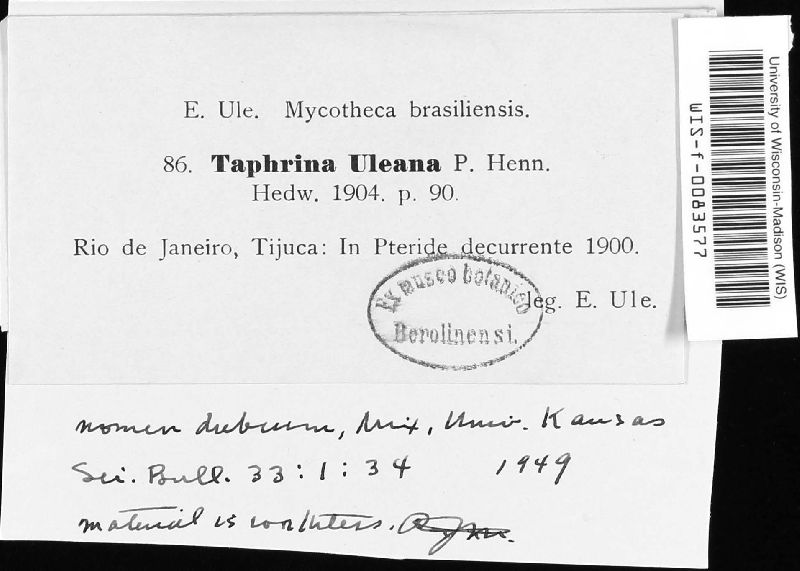 E. Ule. Mycotheca brasiliensis.
86. Taphrina Uleana P. Henn.
Hedw. 1904. p. 90.
Rio de Janeiro, Tijuca: In Pteride decurrente 1900.
leg. E. Ule.
Ex museo botanico
Berolinensi.
nomen dubium, Mix, Univ. Kansas
Sci. Bull. 33:1:34 1949
material is worthless.
University of Wisconsin-Madison (WIS)
WIS-f-0083577